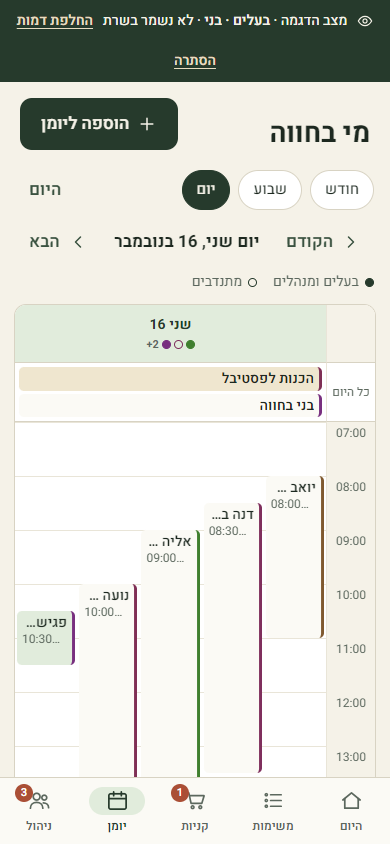 מצב הדגמה · בעלים · בני · לא נשמר בשרת החלפת דמות
הסתרה
מי בחווה
הוספה ליומן
חודש
שבוע
יום
היום
הקודם
יום שני, 16 בנובמבר
הבא
בעלים ומנהלים
מתנדבים
שני 16
+2
כל היום
הכנות לפסטיבל
בני בחווה
07:00
08:00
09:00
10:00
11:00
12:00
13:00
יואב ...
08:00...
דנה ב...
08:30...
אליה ...
09:00...
נועה ...
10:00...
פגיש...
10:30...
היום
משימות
1
קניות
יומן
3
ניהול